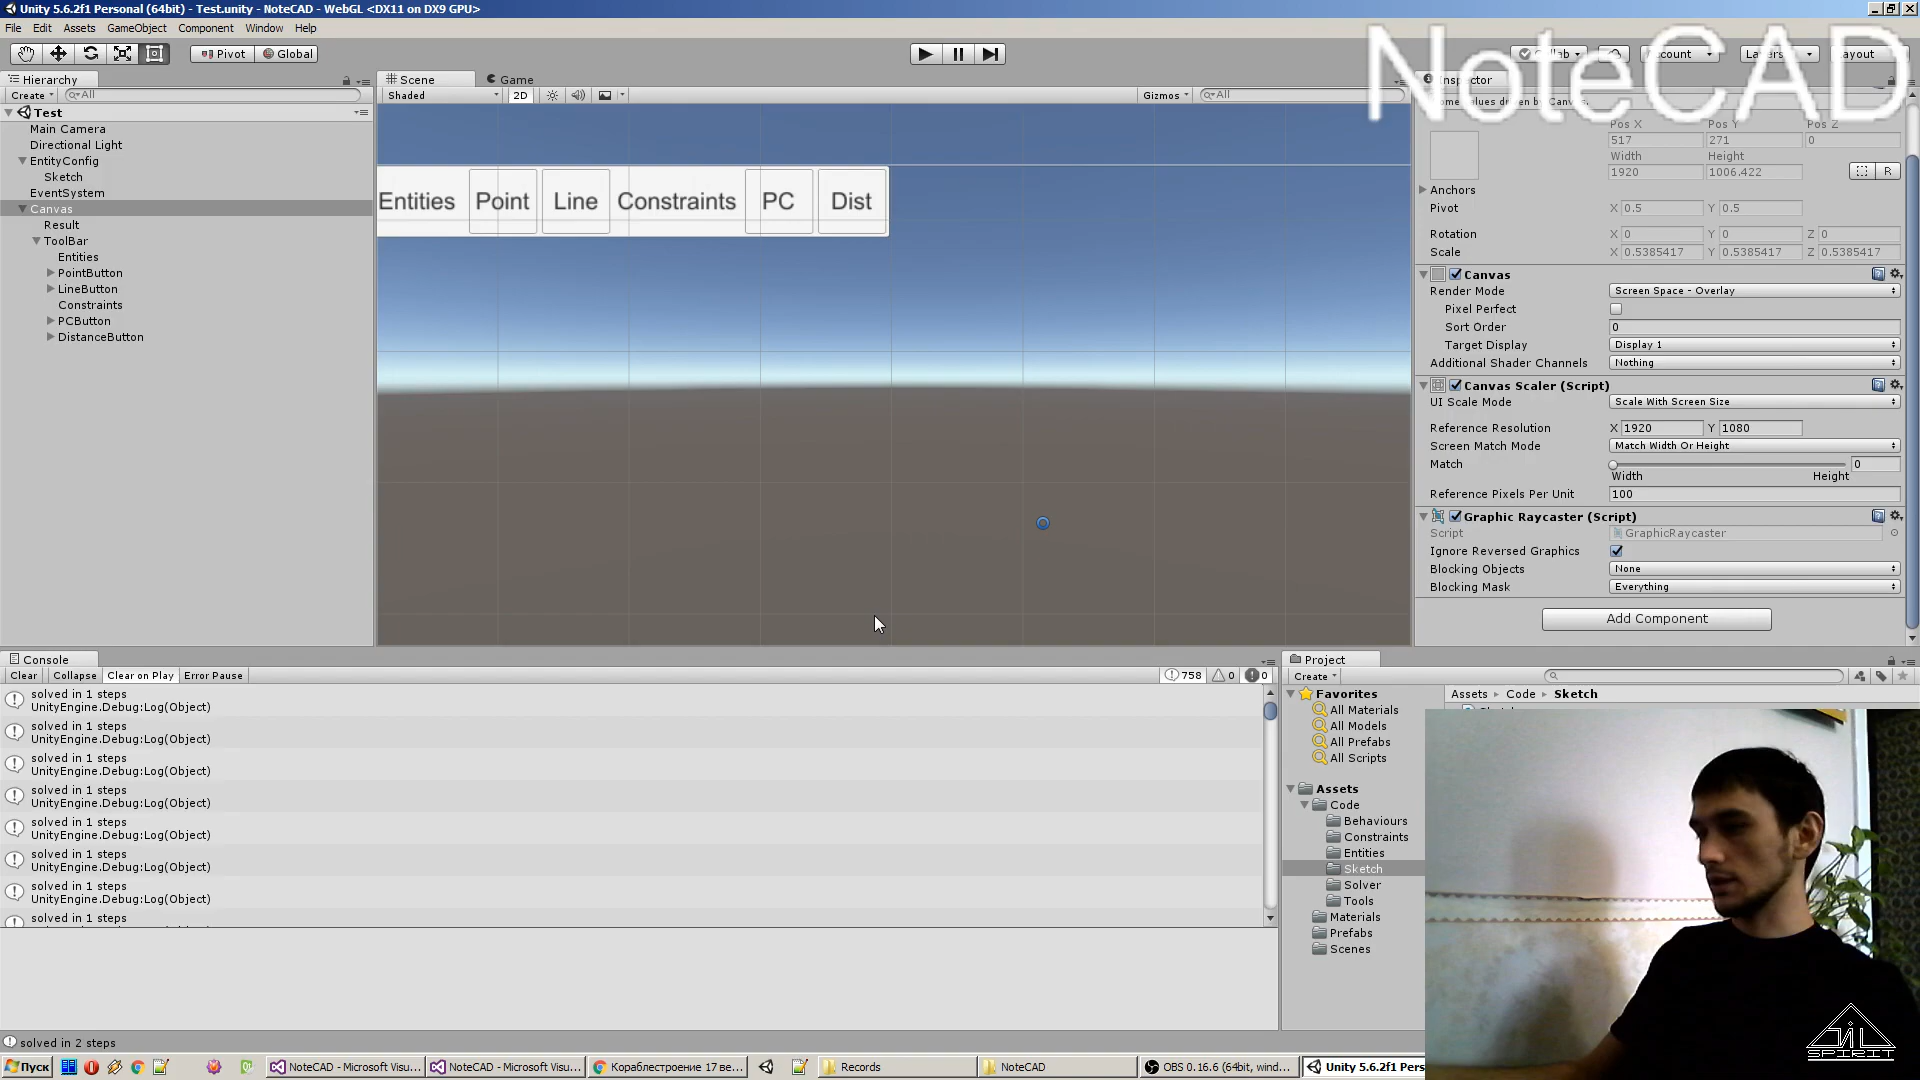 Unity 5.6.2f1 Personal (64bit) - Test.unity - NoteCAD - WebGL <DX11 on DX9 GPU>
File Edit Assets GameObject Component Window Help
NoteCAD
Pivot Global
Account
Layers
Layout
Hierarchy
Create All
Test
Main Camera
Directional Light
EntityConfig
Sketch
EventSystem
Canvas
Result
ToolBar
Entities
PointButton
LineButton
Constraints
PCButton
DistanceButton
Scene Game
Shaded 2D Gizmos All
Entities Point Line Constraints PC Dist
Inspector
Some values driven by Canvas.
Pos X Pos Y Pos Z
517 271 0
Width Height
1920 1006.422
R
Anchors
Pivot X 0.5 Y 0.5
Rotation X 0 Y 0 Z 0
Scale X 0.5385417 Y 0.5385417 Z 0.5385417
Canvas
Render Mode Screen Space - Overlay
Pixel Perfect
Sort Order 0
Target Display Display 1
Additional Shader Channels Nothing
Canvas Scaler (Script)
UI Scale Mode Scale With Screen Size
Reference Resolution X 1920 Y 1080
Screen Match Mode Match Width Or Height
Match 0
Width Height
Reference Pixels Per Unit 100
Graphic Raycaster (Script)
Script GraphicRaycaster
Ignore Reversed Graphics
Blocking Objects None
Blocking Mask Everything
Add Component
Console
Clear Collapse Clear on Play Error Pause 758 0 0
solved in 1 steps
UnityEngine.Debug:Log(Object)
solved in 1 steps
UnityEngine.Debug:Log(Object)
solved in 1 steps
UnityEngine.Debug:Log(Object)
solved in 1 steps
UnityEngine.Debug:Log(Object)
solved in 1 steps
UnityEngine.Debug:Log(Object)
solved in 1 steps
UnityEngine.Debug:Log(Object)
solved in 1 steps
UnityEngine.Debug:Log(Object)
solved in 1 steps
solved in 2 steps
Project
Create
Favorites
All Materials
All Models
All Prefabs
All Scripts
Assets
Code
Behaviours
Constraints
Entities
Sketch
Solver
Tools
Materials
Prefabs
Scenes
Assets Code Sketch
JL
SPIRIT
Пуск
NoteCAD - Microsoft Visu...
NoteCAD - Microsoft Visu...
Кораблестроение 17 ве...
Records
NoteCAD
OBS 0.16.6 (64bit, wind...
Unity 5.6.2f1 Pers